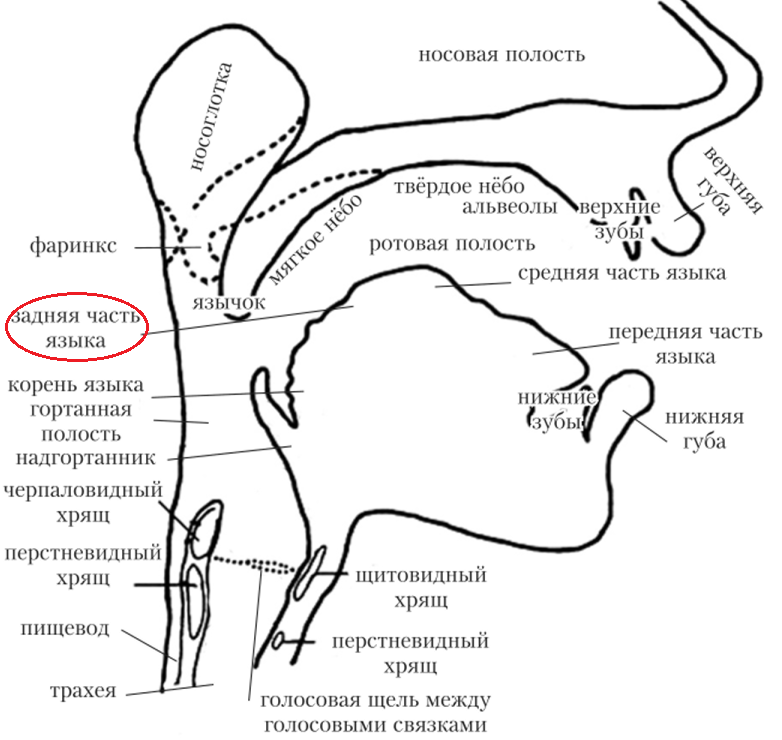 носовая полость
носоглотка
верхняя
губа
твёрдое нёбо
альвеолы
верхние
зубы
мягкое нёбо
фаринкс
ротовая полость
средняя часть языка
язычок
задняя часть
языка
передняя часть
языка
корень языка
гортанная
полость
надгортанник
нижние
зубы
нижняя
губа
черпаловидный
хрящ
перстневидный
хрящ
щитовидный
хрящ
пищевод
перстневидный
хрящ
трахея
голосовая щель между
голосовыми связками